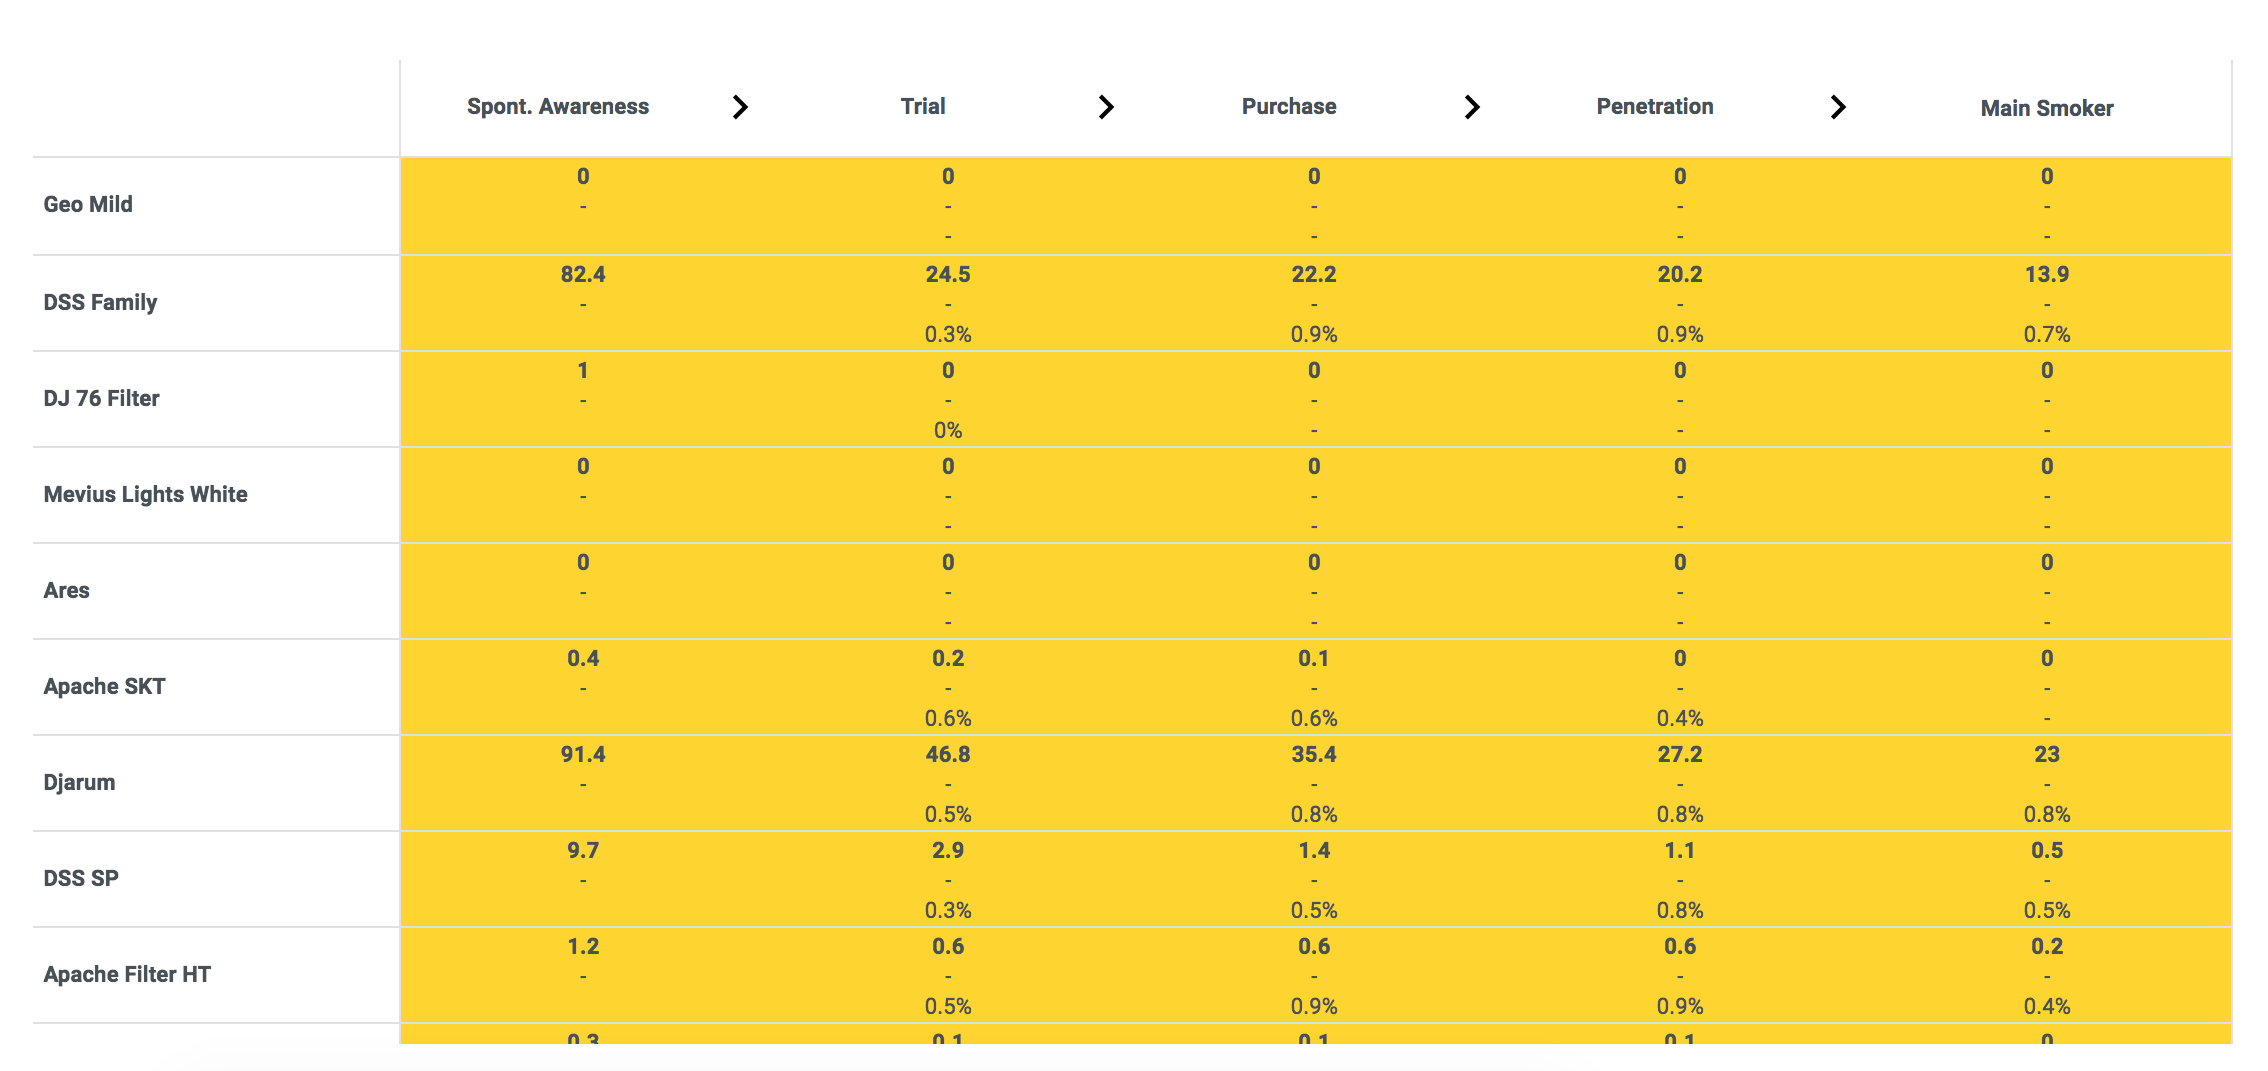 Spont. Awareness > Trial > Purchase > Penetration > Main Smoker
0 0 0 0 0
Geo Mild
- - - - -
- - - -
82.4 24.5 22.2 20.2 13.9
DSS Family
- - - - -
0.3% 0.9% 0.9% 0.7%
1 0 0 0 0
DJ 76 Filter
- - - - -
0% - - -
0 0 0 0 0
Mevius Lights White
- - - - -
- - - -
0 0 0 0 0
Ares
- - - - -
- - - -
0.4 0.2 0.1 0 0
Apache SKT
- - - - -
0.6% 0.6% 0.4% -
91.4 46.8 35.4 27.2 23
Djarum
- - - - -
0.5% 0.8% 0.8% 0.8%
9.7 2.9 1.4 1.1 0.5
DSS SP
- - - - -
0.3% 0.5% 0.8% 0.5%
1.2 0.6 0.6 0.6 0.2
Apache Filter HT
- - - - -
0.5% 0.9% 0.9% 0.4%
0.3 0.1 0.1 0.1 0